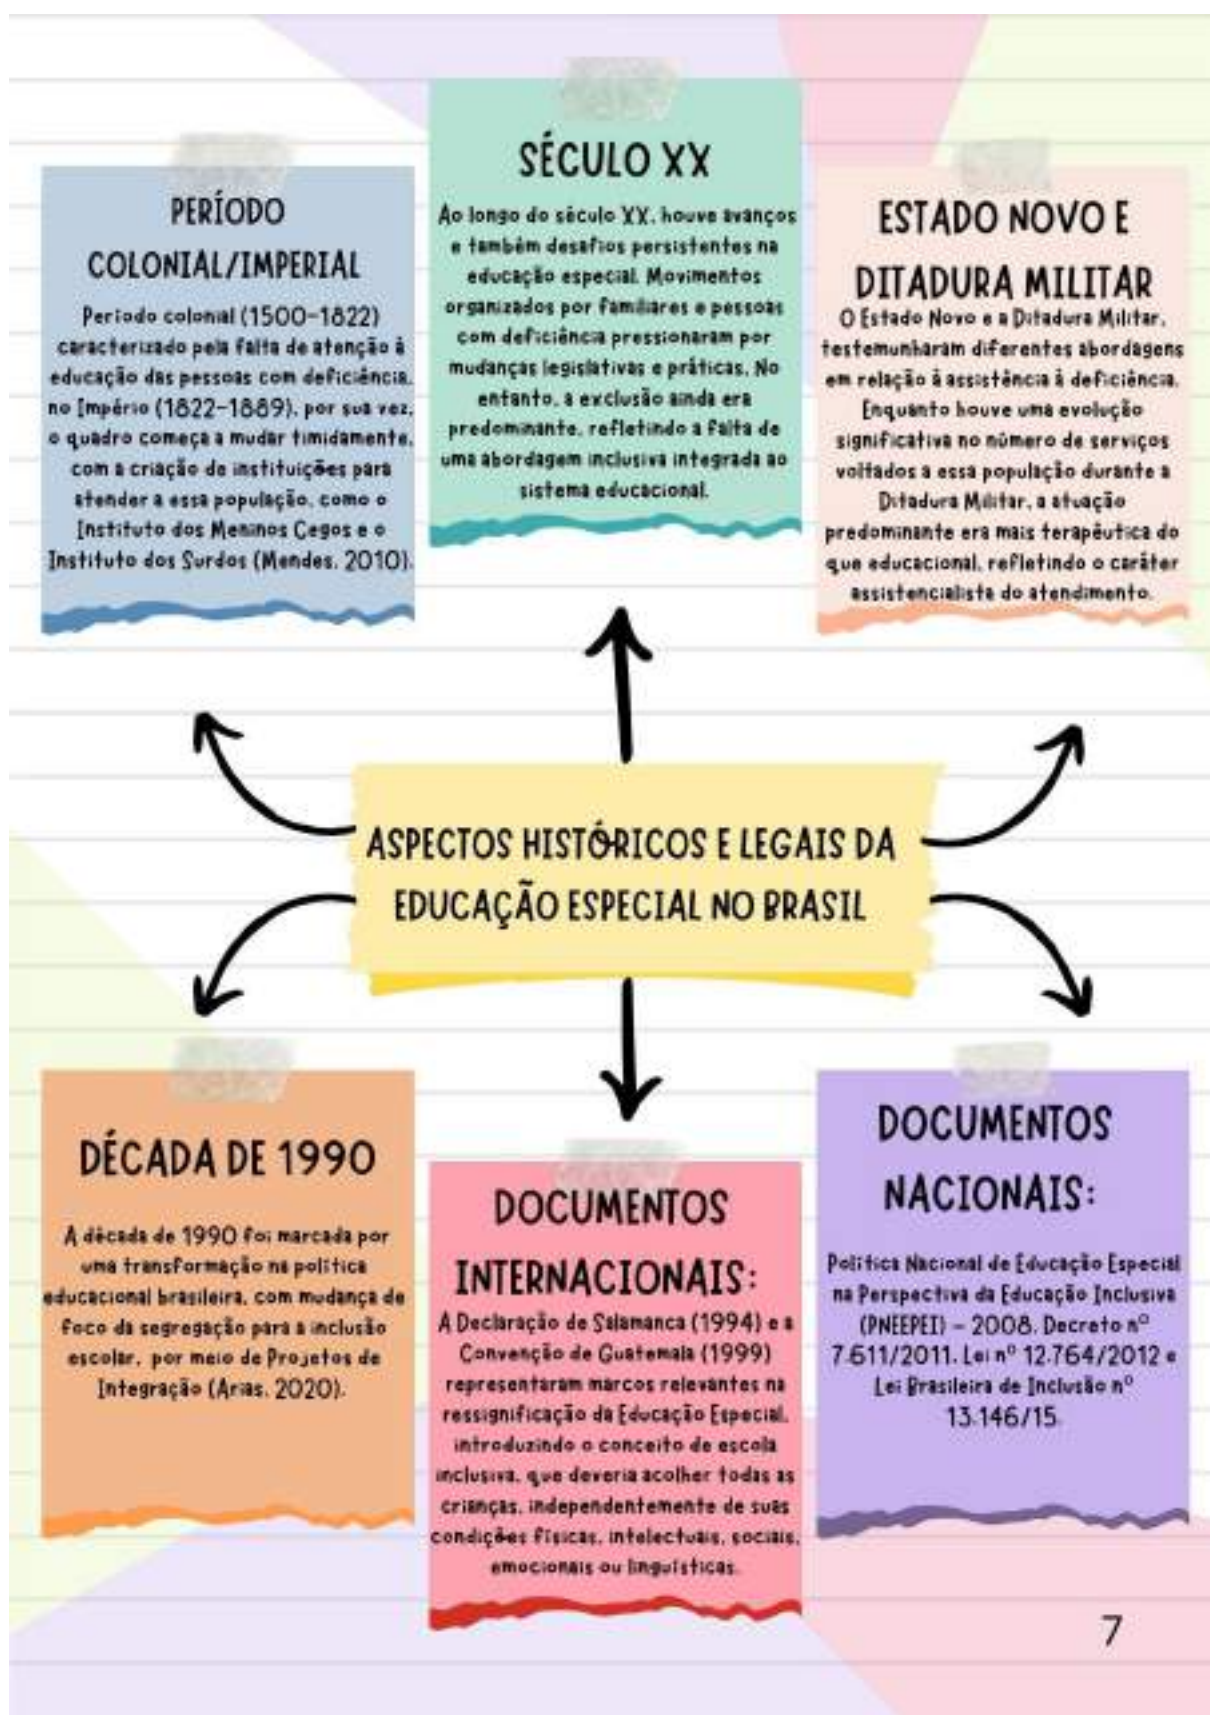 PERÍODO
COLONIAL/IMPERIAL
Período colonial (1500-1822)
caracterizado pela falta de atenção à
educação das pessoas com deficiência,
no Império (1822-1889), por sua vez,
o quadro começa a mudar timidamente,
com a criação de instituições para
atender a essa população, como o
Instituto dos Meninos Cegos e o
Instituto dos Surdos (Mendes, 2010).
SÉCULO XX
Ao longo do século XX, houve avanços
e também desafios persistentes na
educação especial. Movimentos
organizados por familiares e pessoas
com deficiência pressionaram por
mudanças legislativas e práticas. No
entanto, a exclusão ainda era
predominante, refletindo a falta de
uma abordagem inclusiva integrada ao
sistema educacional.
ESTADO NOVO E
DITADURA MILITAR
O Estado Novo e a Ditadura Militar,
testemunharam diferentes abordagens
em relação à assistência à deficiência.
Enquanto houve uma evolução
significativa no número de serviços
voltados a essa população durante a
Ditadura Militar, a atuação
predominante era mais terapêutica do
que educacional, refletindo o caráter
assistencialista do atendimento.
ASPECTOS HISTÓRICOS E LEGAIS DA
EDUCAÇÃO ESPECIAL NO BRASIL
DÉCADA DE 1990
A década de 1990 foi marcada por
uma transformação na política
educacional brasileira, com mudança de
foco da segregação para a inclusão
escolar, por meio de Projetos de
Integração (Arias, 2020).
DOCUMENTOS
INTERNACIONAIS:
A Declaração de Salamanca (1994) e a
Convenção de Guatemala (1999)
representaram marcos relevantes na
ressignificação da Educação Especial,
introduzindo o conceito de escola
inclusiva, que deveria acolher todas as
crianças, independentemente de suas
condições físicas, intelectuais, sociais,
emocionais ou linguísticas.
DOCUMENTOS
NACIONAIS:
Política Nacional de Educação Especial
na Perspectiva da Educação Inclusiva
(PNEEPEI) - 2008, Decreto nº
7.611/2011, Lei nº 12.764/2012 e
Lei Brasileira de Inclusão nº
13.146/15.
7